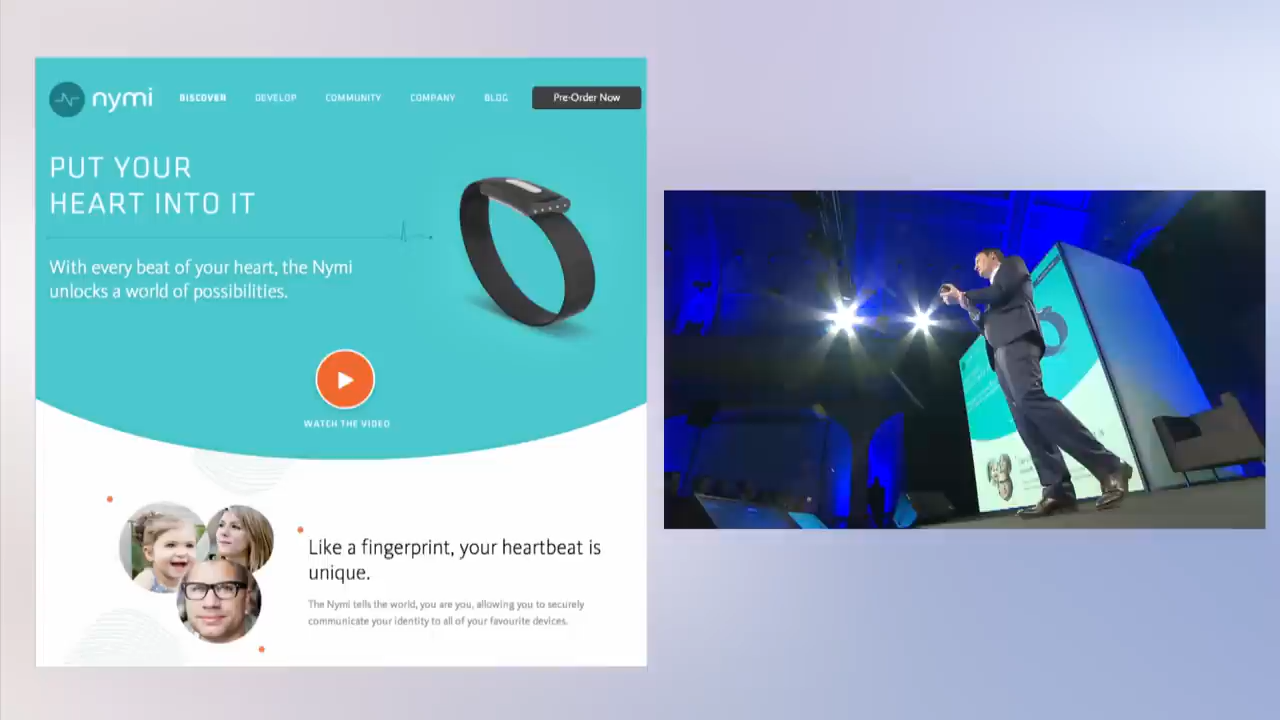 nymi
DISCOVER
DEVELOP
COMMUNITY
COMPANY
BLOG
Pre-Order Now
PUT YOUR
HEART INTO IT
With every beat of your heart, the Nymi
unlocks a world of possibilities.
WATCH THE VIDEO
Like a fingerprint, your heartbeat is
unique.
The Nymi tells the world, you are you, allowing you to securely
communicate your identity to all of your favourite devices.